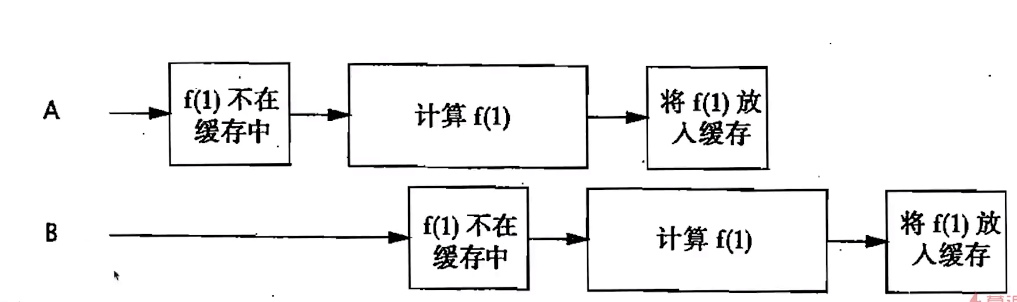 A
f(1) 不在
缓存中
计算 f(1)
将 f(1) 放
入缓存
B
f(1) 不在
缓存中
计算 f(1)
将 f(1) 放
入缓存